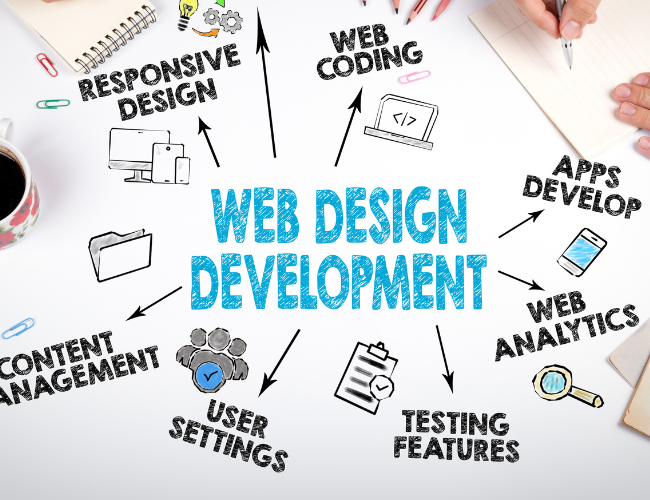 RESPONSIVE
DESIGN
WEB
CODING
</>
WEB DESIGN
DEVELOPMENT
APPS
DEVELOP
WEB
ANALYTICS
CONTENT
ANAGEMENT
USER
SETTINGS
TESTING
FEATURES